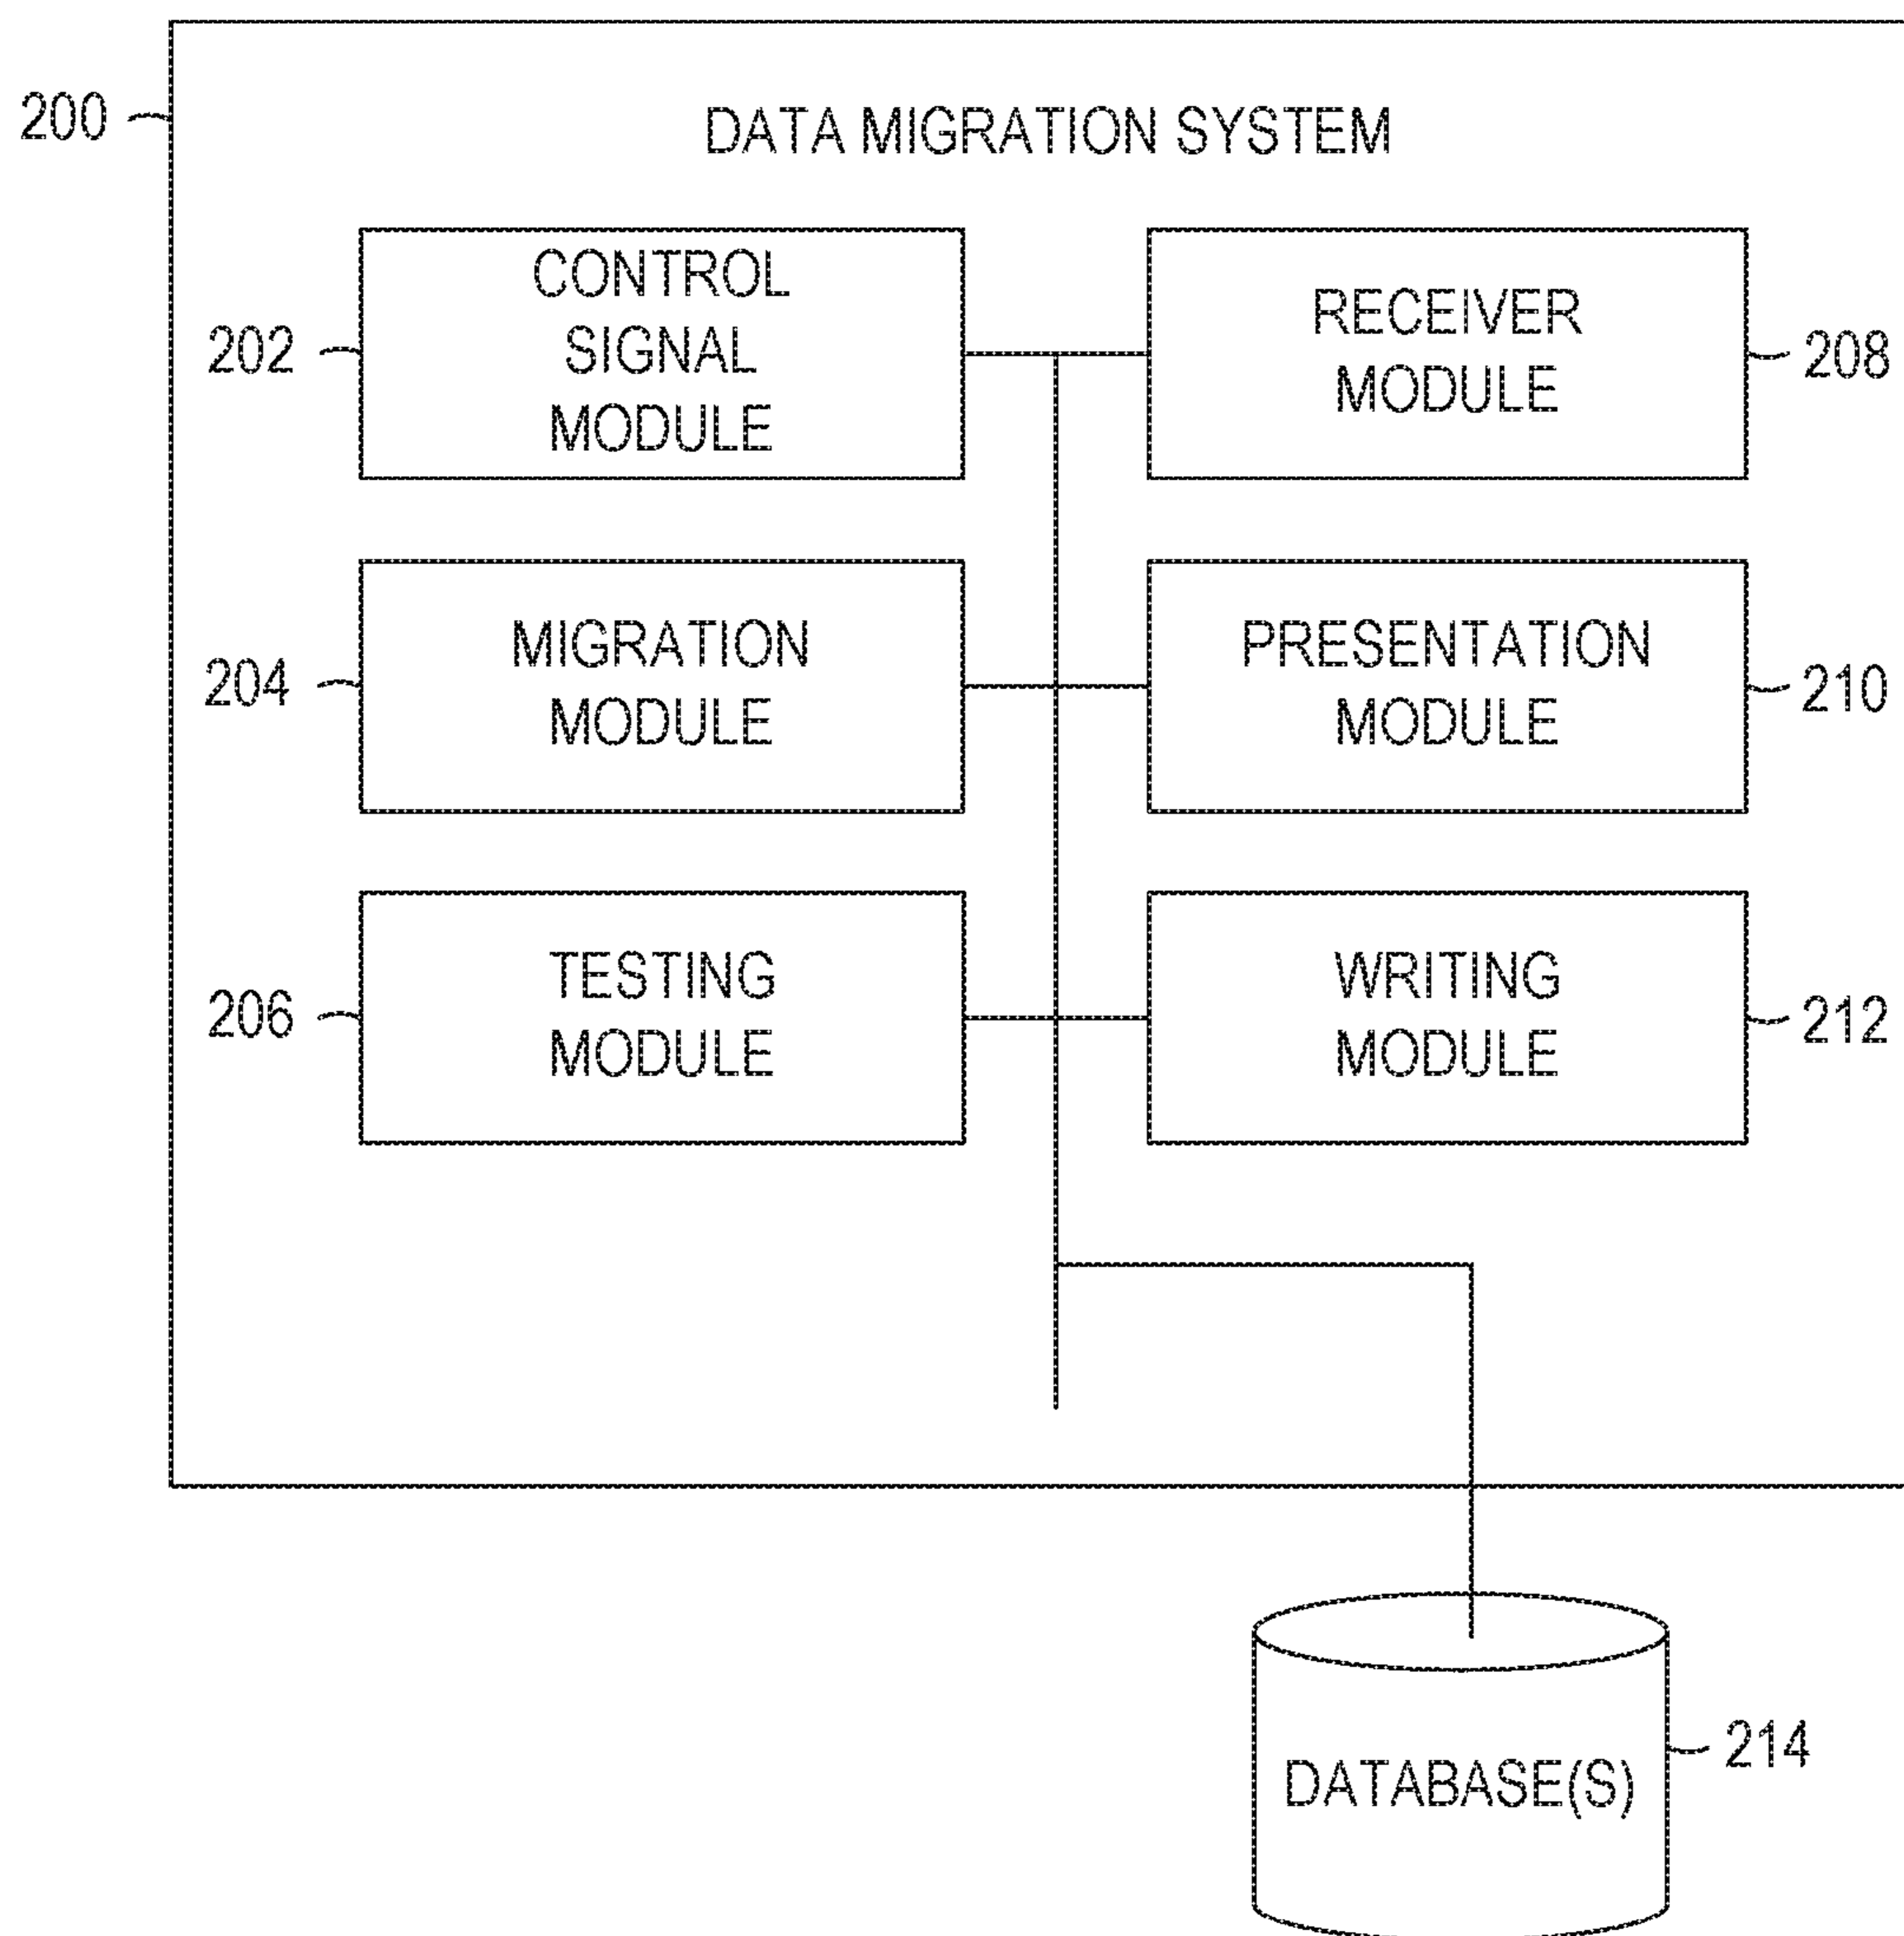 200
DATA MIGRATION SYSTEM
202
CONTROL
SIGNAL
MODULE
RECEIVER
MODULE
208
204
MIGRATION
MODULE
PRESENTATION
MODULE
210
206
TESTING
MODULE
WRITING
MODULE
212
DATABASE(S)
214